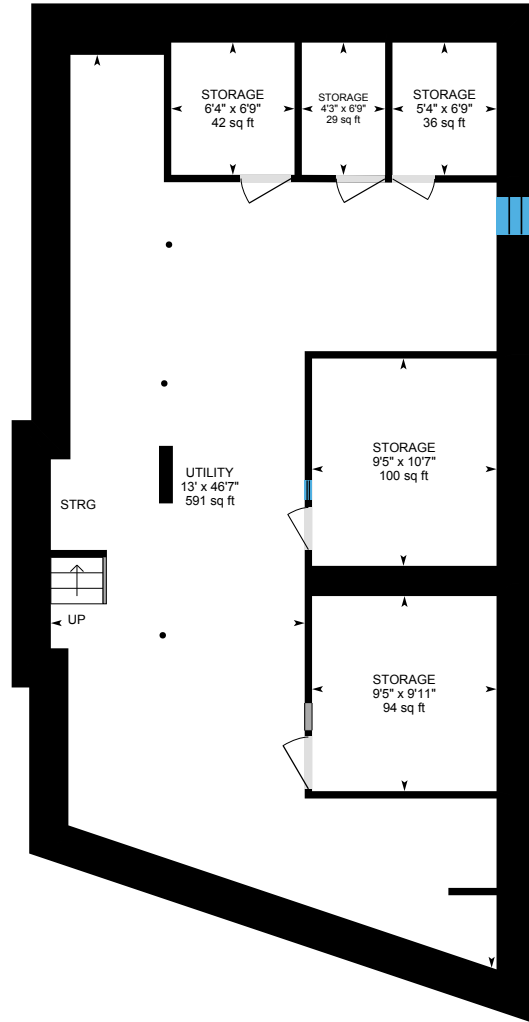 STORAGE
6'4" x 6'9"
42 sq ft
STORAGE
4'3" x 6'9"
29 sq ft
STORAGE
5'4" x 6'9"
36 sq ft
STORAGE
9'5" x 10'7"
100 sq ft
UTILITY
13' x 46'7"
591 sq ft
STRG
UP
STORAGE
9'5" x 9'11"
94 sq ft